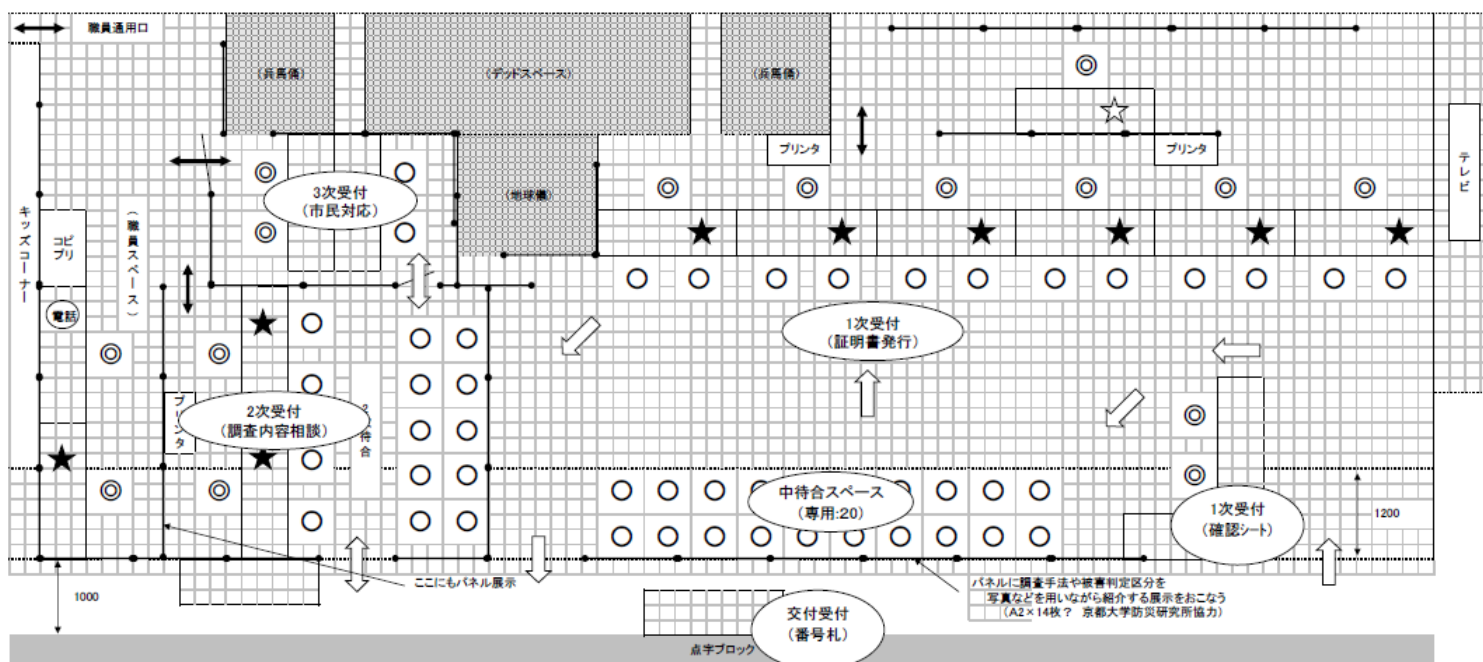 職員通用口
(兵馬俑)
(デッドスペース)
(兵馬俑)
プリンタ
プリンタ
テレビ
3次受付
(市民対応)
(地球儀)
キッズコーナー
コピ
プリ
(職員スペース)
電話
1次受付
(証明書発行)
2次受付
(調査内容相談)
プリンタ
待合
中待合スペース
(専用:20)
1次受付
(確認シート)
1200
ここにもパネル展示
パネルに調査手法や被害判定区分を
写真などを用いながら紹介する展示をおこなう
(A2×14枚? 京都大学防災研究所協力)
1000
交付受付
(番号札)
点字ブロック